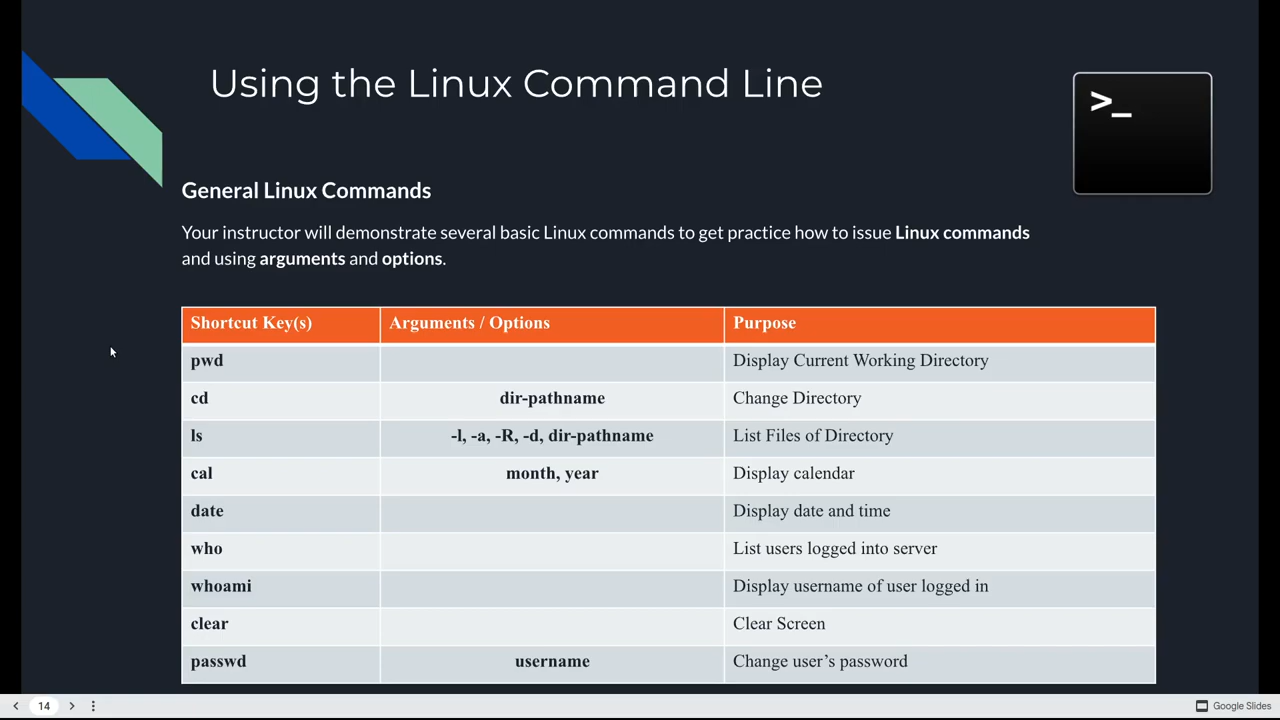 Using the Linux Command Line
>_
General Linux Commands
Your instructor will demonstrate several basic Linux commands to get practice how to issue Linux commands
and using arguments and options.
Shortcut Key(s) Arguments / Options Purpose
pwd Display Current Working Directory
cd dir-pathname Change Directory
ls -l, -a, -R, -d, dir-pathname List Files of Directory
cal month, year Display calendar
date Display date and time
who List users logged into server
whoami Display username of user logged in
clear Clear Screen
passwd username Change user’s password
14 Google Slides